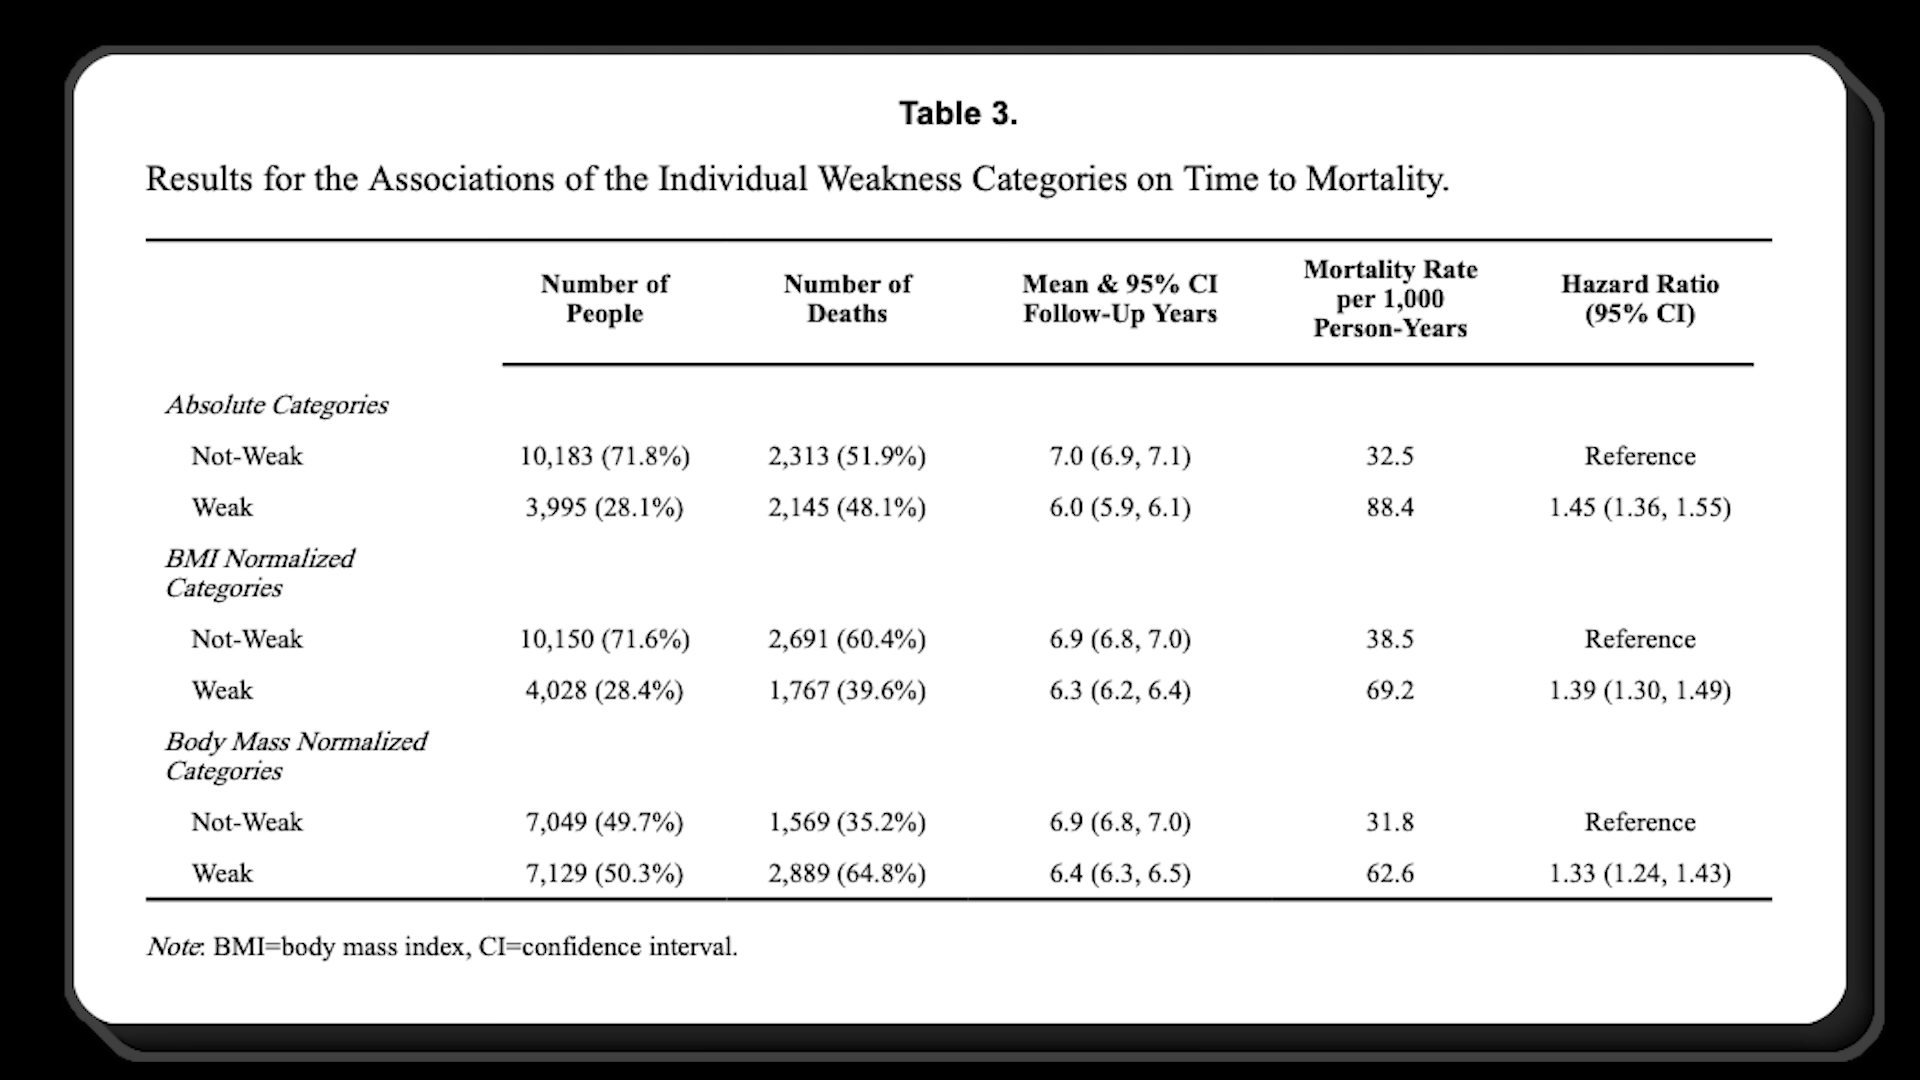 Table 3.
Results for the Associations of the Individual Weakness Categories on Time to Mortality.
Number of People Number of Deaths Mean & 95% CI Follow-Up Years Mortality Rate per 1,000 Person-Years Hazard Ratio (95% CI)
Absolute Categories
Not-Weak 10,183 (71.8%) 2,313 (51.9%) 7.0 (6.9, 7.1) 32.5 Reference
Weak 3,995 (28.1%) 2,145 (48.1%) 6.0 (5.9, 6.1) 88.4 1.45 (1.36, 1.55)
BMI Normalized
Categories
Not-Weak 10,150 (71.6%) 2,691 (60.4%) 6.9 (6.8, 7.0) 38.5 Reference
Weak 4,028 (28.4%) 1,767 (39.6%) 6.3 (6.2, 6.4) 69.2 1.39 (1.30, 1.49)
Body Mass Normalized
Categories
Not-Weak 7,049 (49.7%) 1,569 (35.2%) 6.9 (6.8, 7.0) 31.8 Reference
Weak 7,129 (50.3%) 2,889 (64.8%) 6.4 (6.3, 6.5) 62.6 1.33 (1.24, 1.43)
Note: BMI=body mass index, CI=confidence interval.